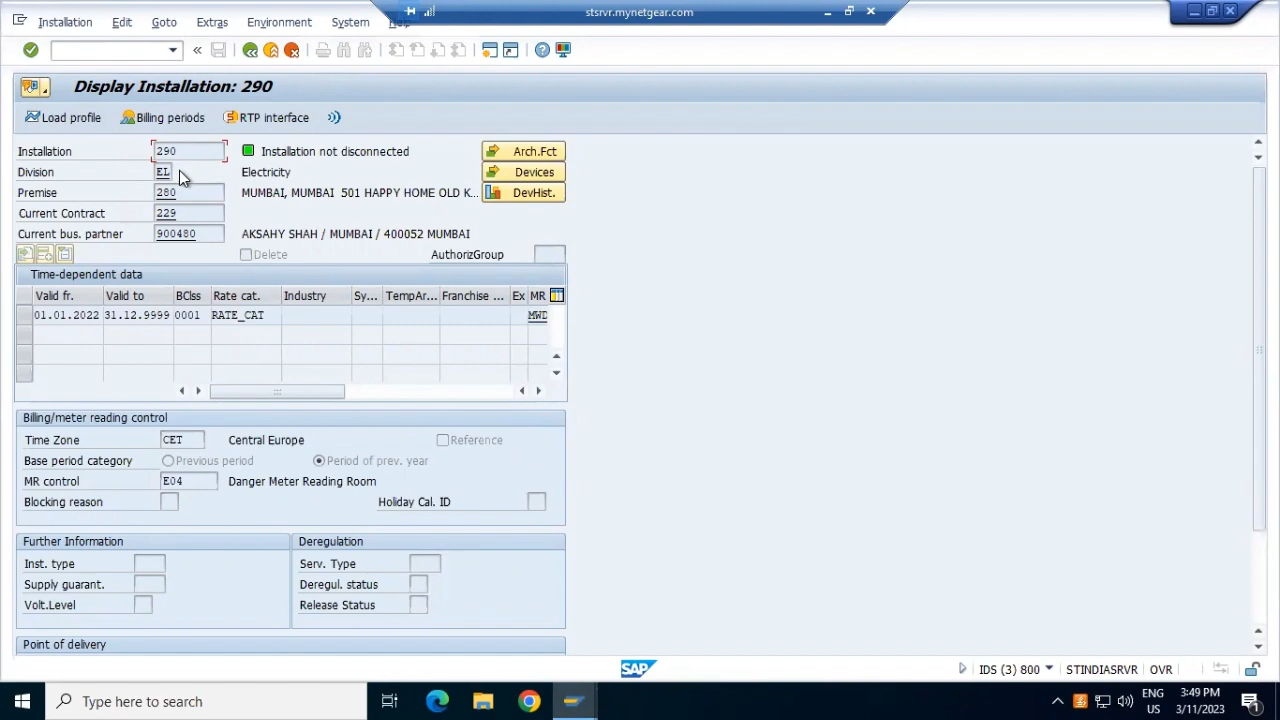 stsrvr.mynetgear.com
Installation Edit Goto Extras Environment System Help
Display Installation: 290
Load profile Billing periods RTP interface
Installation 290 Installation not disconnected Arch.Fct
Division EL Electricity Devices
Premise 280 MUMBAI, MUMBAI 501 HAPPY HOME OLD K... DevHist.
Current Contract 229
Current bus. partner 900480 AKSAHY SHAH / MUMBAI / 400052 MUMBAI
Delete AuthorizGroup
Time-dependent data
Valid fr. Valid to BClss Rate cat. Industry Sy... TempAr... Franchise ... Ex MR
01.01.2022 31.12.9999 0001 RATE_CAT MWD
Billing/meter reading control
Time Zone CET Central Europe Reference
Base period category Previous period Period of prev. year
MR control E04 Danger Meter Reading Room
Blocking reason Holiday Cal. ID
Further Information Deregulation
Inst. type Serv. Type
Supply guarant. Deregul. status
Volt.Level Release Status
Point of delivery
SAP IDS (3) 800 STINDIASRVR OVR
Type here to search ENG US 3:49 PM 3/11/2023 1